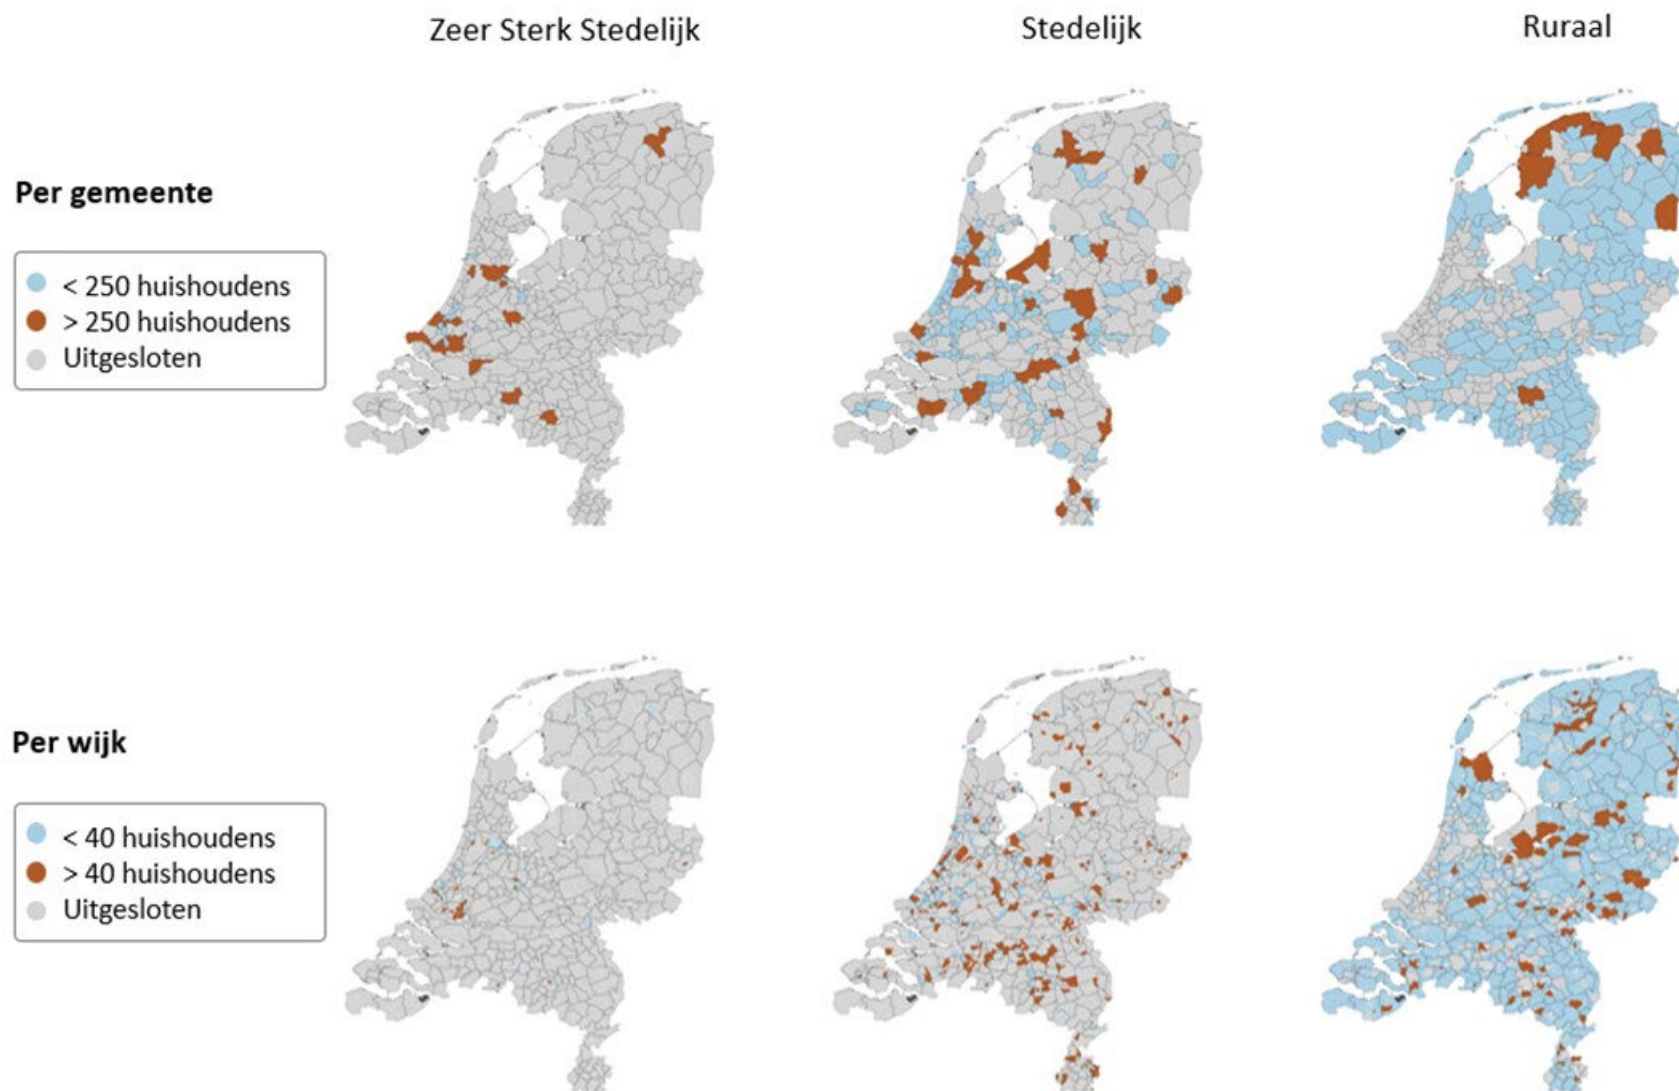 Zeer Sterk Stedelijk
Stedelijk
Ruraal
Per gemeente
< 250 huishoudens
> 250 huishoudens
Uitgesloten
Per wijk
< 40 huishoudens
> 40 huishoudens
Uitgesloten